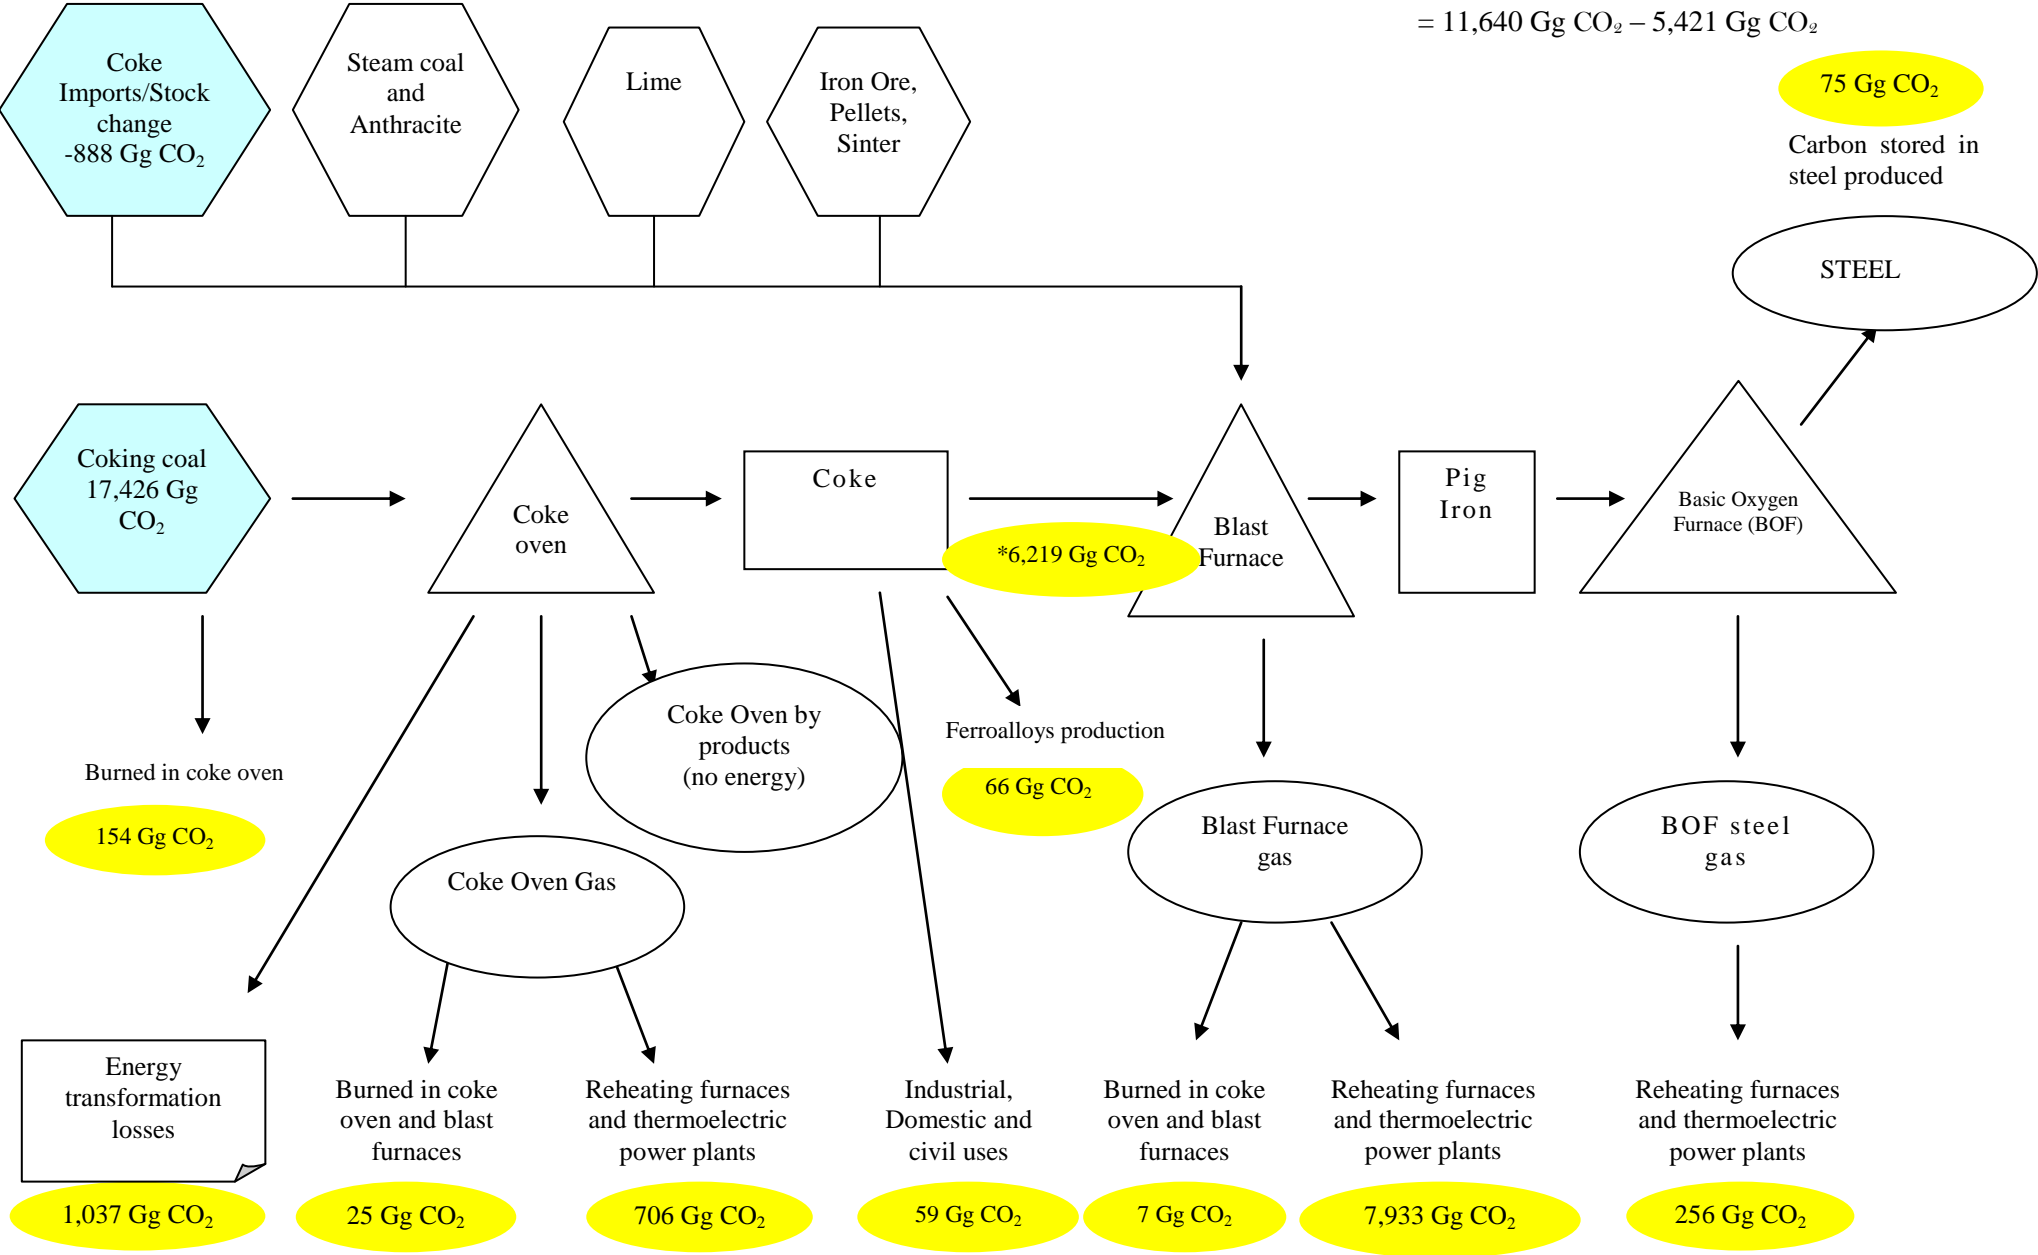 = 11,640 Gg CO₂ – 5,421 Gg CO₂
Coke
Imports/Stock
change
-888 Gg CO₂
Steam coal
and
Anthracite
Lime
Iron Ore,
Pellets,
Sinter
75 Gg CO₂
Carbon stored in
steel produced
STEEL
Coking coal
17,426 Gg
CO₂
Coke
oven
Coke
*6,219 Gg CO₂
Blast
Furnace
Pig
Iron
Basic Oxygen
Furnace (BOF)
Burned in coke oven
154 Gg CO₂
Coke Oven by
products
(no energy)
Ferroalloys production
66 Gg CO₂
Coke Oven Gas
Blast Furnace
gas
BOF steel
gas
Energy
transformation
losses
1,037 Gg CO₂
Burned in coke
oven and blast
furnaces
25 Gg CO₂
Reheating furnaces
and thermoelectric
power plants
706 Gg CO₂
Industrial,
Domestic and
civil uses
59 Gg CO₂
Burned in coke
oven and blast
furnaces
7 Gg CO₂
Reheating furnaces
and thermoelectric
power plants
7,933 Gg CO₂
Reheating furnaces
and thermoelectric
power plants
256 Gg CO₂